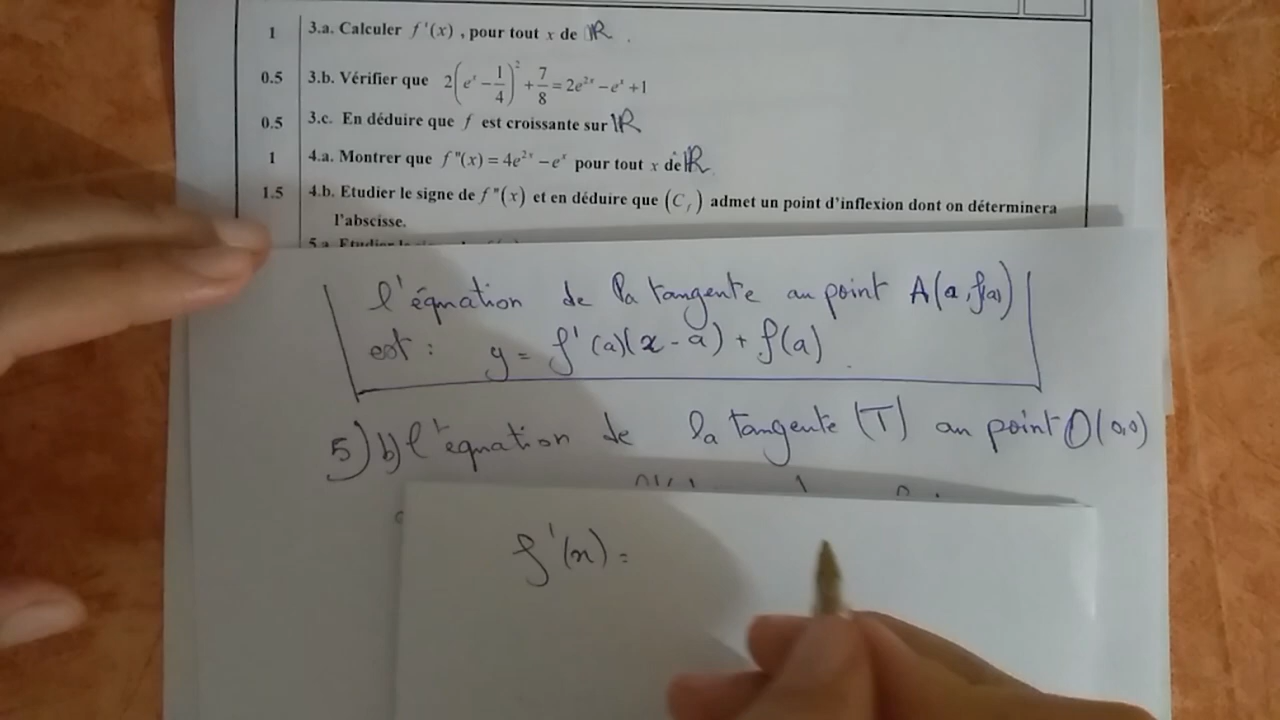 1 3.a. Calculer f'(x) , pour tout x de ℝ .
0.5 3.b. Vérifier que 2(eˣ - 1/4)² + 7/8 = 2e²ˣ - eˣ + 1
0.5 3.c. En déduire que f est croissante sur ℝ
1 4.a. Montrer que f"(x) = 4e²ˣ - eˣ pour tout x de ℝ
1.5 4.b. Etudier le signe de f"(x) et en déduire que (C_f) admet un point d'inflexion dont on déterminera
l'abscisse.
l'équation de la tangente au point A(a, f(a))
est : y = f'(a)(x - a) + f(a) .
5) b) l'équation de la tangente (T) au point O(0,0)
f'(x) =